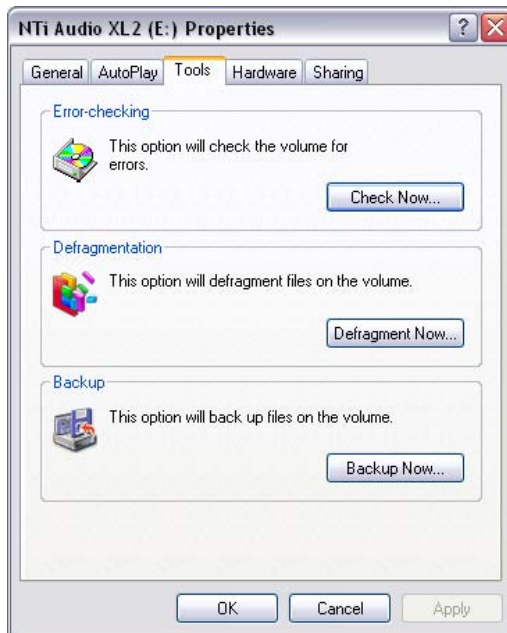 NTi Audio XL2 (E:) Properties
General AutoPlay Tools Hardware Sharing
Error-checking
This option will check the volume for
errors.
Check Now...
Defragmentation
This option will defragment files on the volume.
Defragment Now...
Backup
This option will back up files on the volume.
Backup Now...
OK Cancel Apply